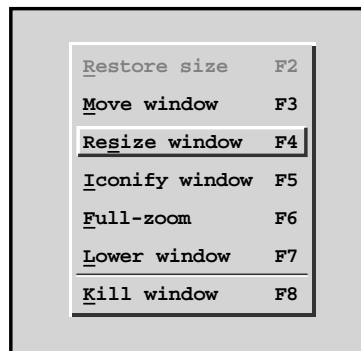 Restore size F2
Move window F3
Resize window F4
Iconify window F5
Full-zoom F6
Lower window F7
Kill window F8